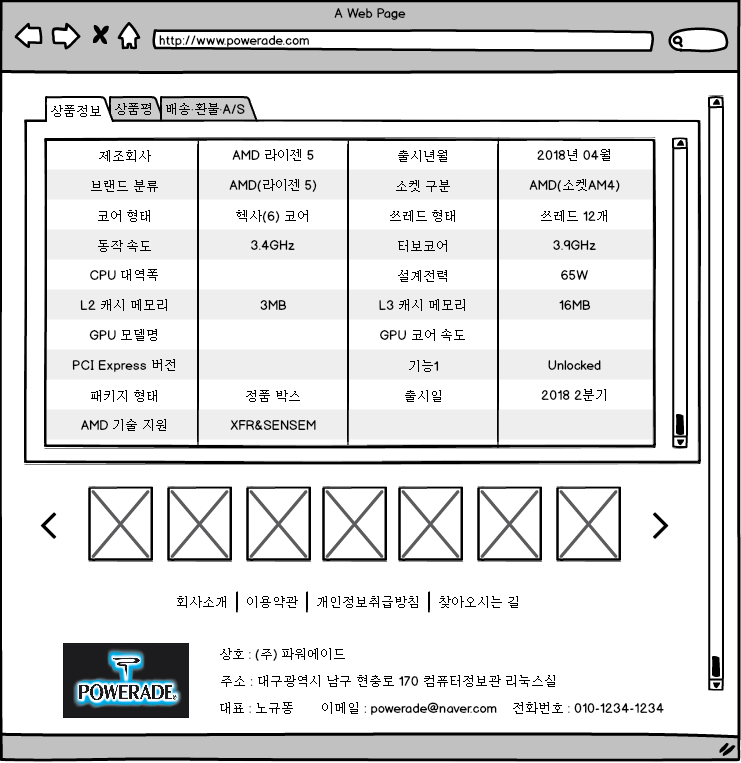 A Web Page
http://www.powerade.com
상품정보 상품평 배송·환불·A/S
제조회사 AMD 라이젠 5 출시년월 2018년 04월
브랜드 분류 AMD(라이젠 5) 소켓 구분 AMD(소켓AM4)
코어 형태 헥사(6) 코어 쓰레드 형태 쓰레드 12개
동작 속도 3.4GHz 터보코어 3.9GHz
CPU 대역폭 설계전력 65W
L2 캐시 메모리 3MB L3 캐시 메모리 16MB
GPU 모델명 GPU 코어 속도
PCI Express 버전 기능1 Unlocked
패키지 형태 정품 박스 출시일 2018 2분기
AMD 기술 지원 XFR&SENSEM
회사소개 이용약관 개인정보취급방침 찾아오시는 길
POWERADE
상호 : (주) 파워에이드
주소 : 대구광역시 남구 현충로 170 컴퓨터정보관 리눅스실
대표 : 노규퐁 이메일 : powerade@naver.com 전화번호 : 010-1234-1234